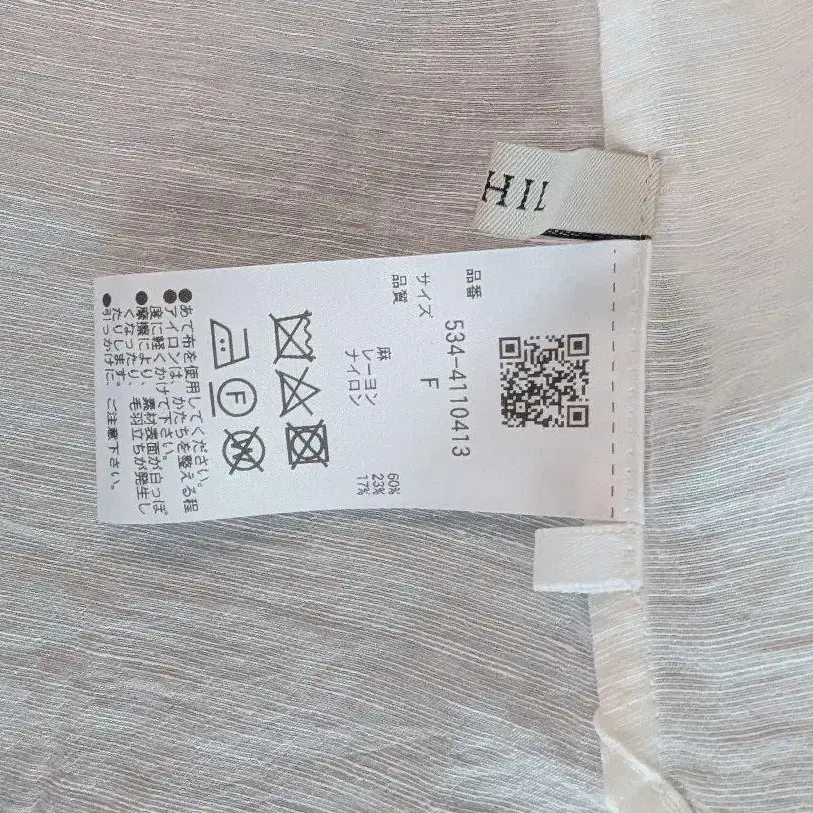 HIL
品番 534-4110413
サイズ F
品質
麻 60%
レーヨン 23%
ナイロン 17%
F
W
●あて布を使用してください。
●アイロンは、かたちを整える程
度に軽くかけて下さい。
●摩擦により、素材表面が白っぽ
くなったり、毛羽立ちが発生し
たりします。
●引っかけに、ご注意下さい。